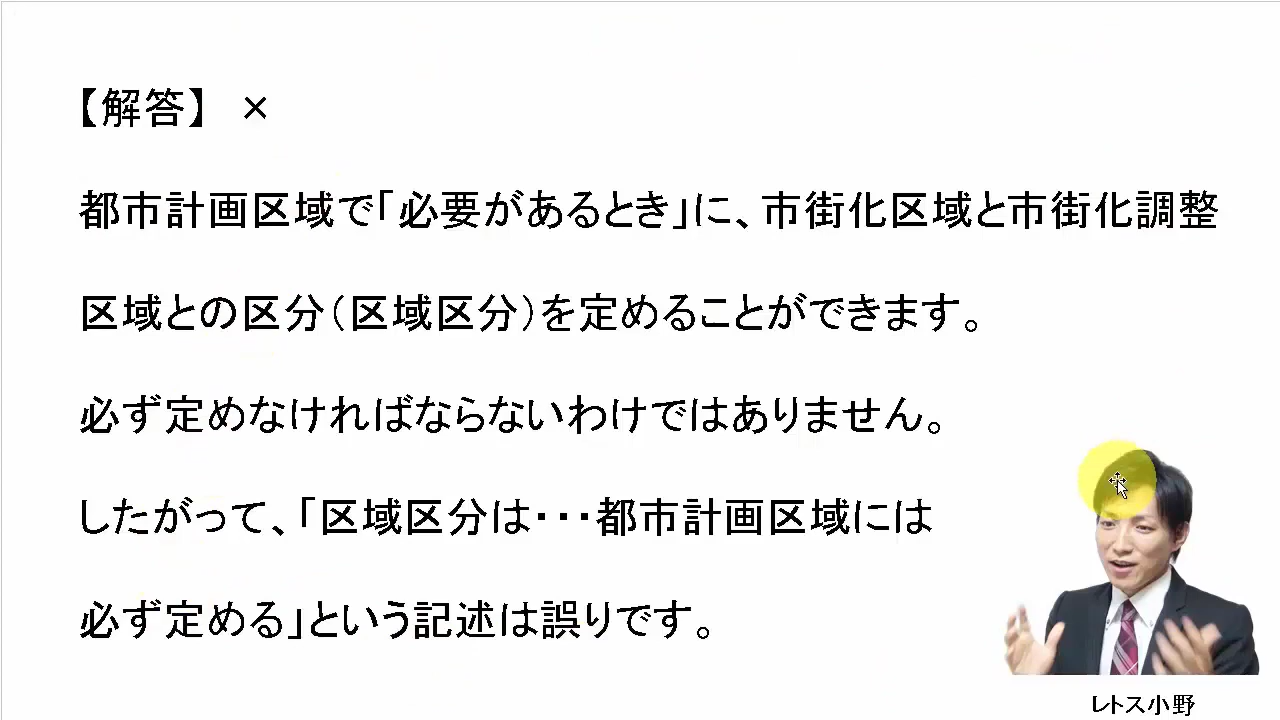 【解答】 ×
都市計画区域で「必要があるとき」に、市街化区域と市街化調整
区域との区分（区域区分）を定めることができます。
必ず定めなければならないわけではありません。
したがって、「区域区分は・・・都市計画区域には
必ず定める」という記述は誤りです。
レトス小野